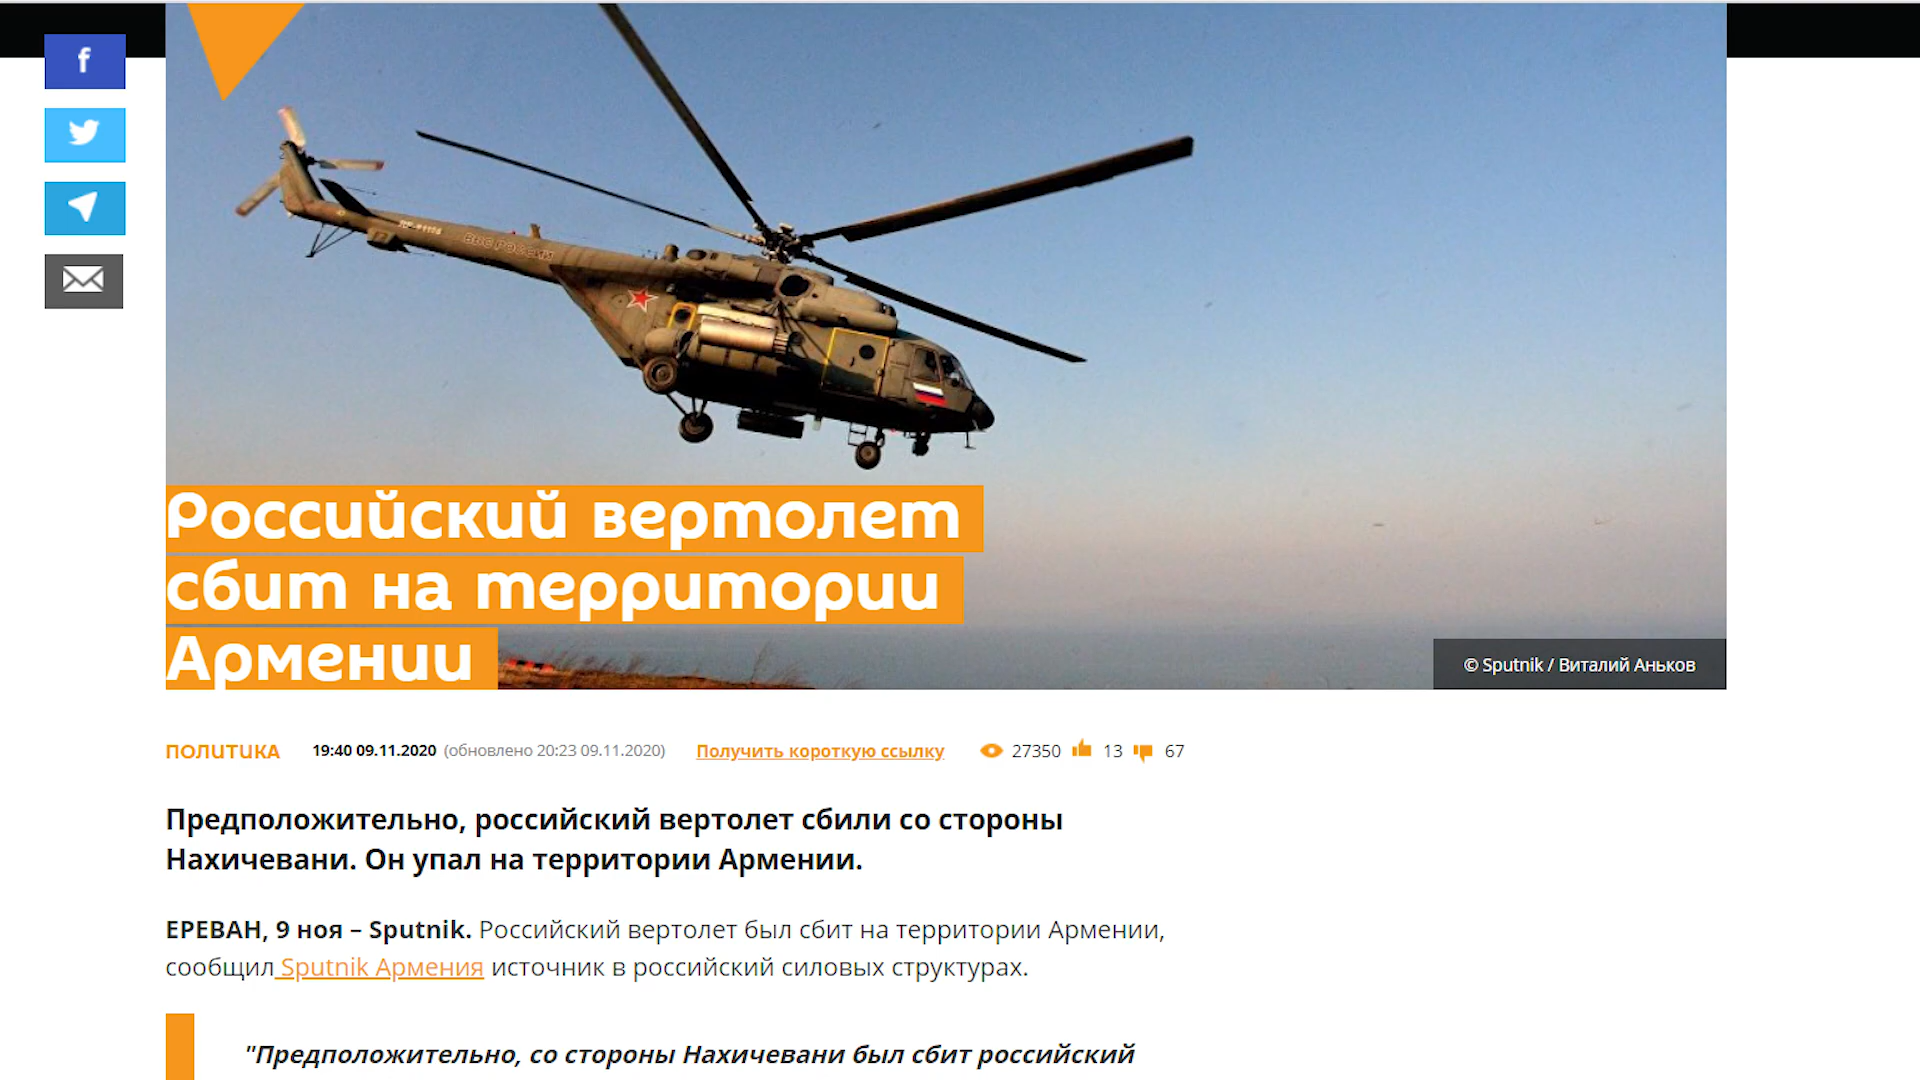 f
ВВС РОССИИ
Российский вертолет
сбит на территории
Армении
© Sputnik / Виталий Аньков
ПОЛИТИКА 19:40 09.11.2020 (обновлено 20:23 09.11.2020) Получить короткую ссылку 27350 13 67
Предположительно, российский вертолет сбили со стороны
Нахичевани. Он упал на территории Армении.
ЕРЕВАН, 9 ноя – Sputnik. Российский вертолет был сбит на территории Армении,
сообщил Sputnik Армения источник в российский силовых структурах.
"Предположительно, со стороны Нахичевани был сбит российский